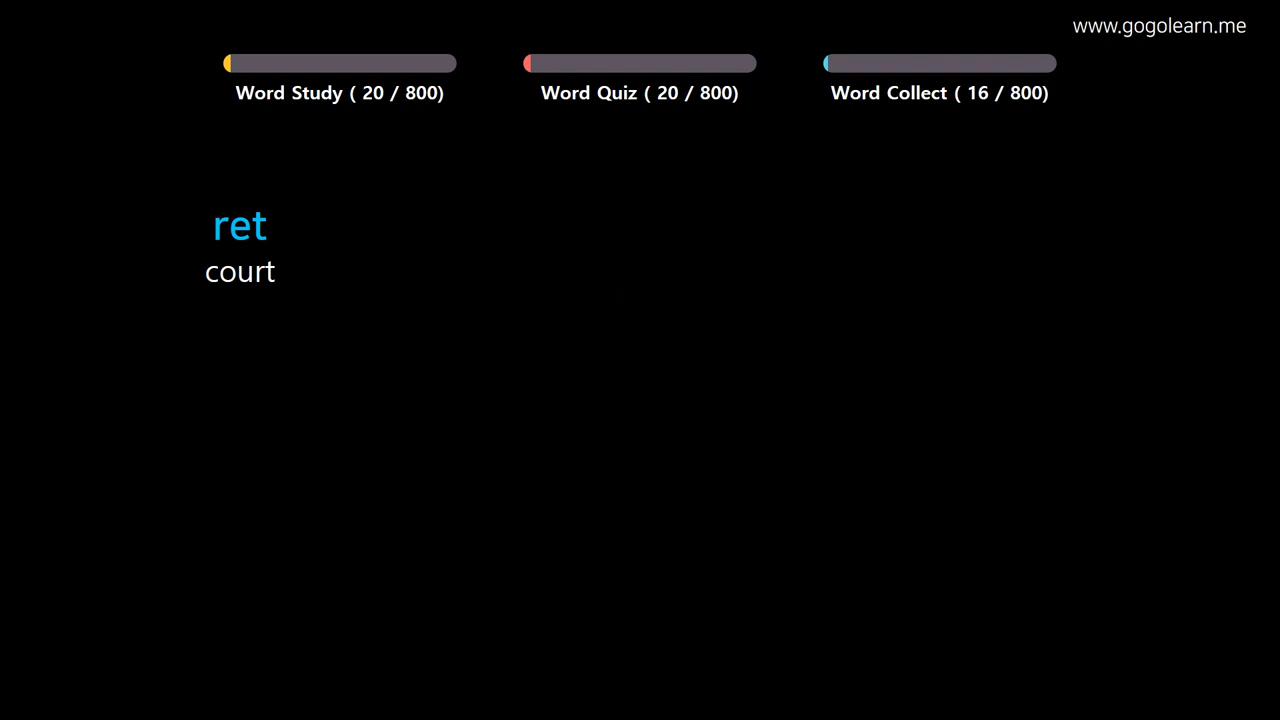 www.gogolearn.me
Word Study ( 20 / 800)
Word Quiz ( 20 / 800)
Word Collect ( 16 / 800)
ret
court